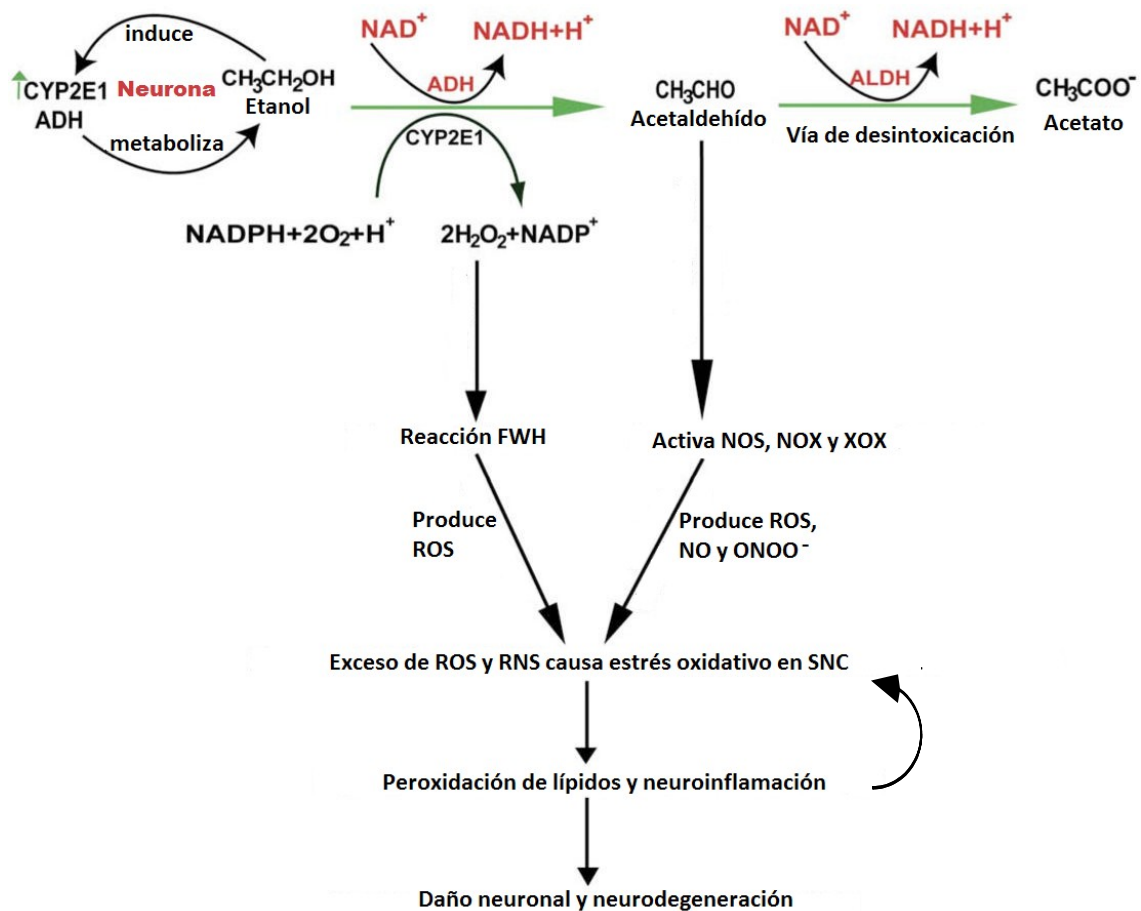 induce
↑CYP2E1
ADH
Neurona
CH₃CH₂OH
Etanol
metaboliza
NAD⁺
NADH+H⁺
ADH
CYP2E1
NADPH+2O₂+H⁺
2H₂O₂+NADP⁺
CH₃CHO
Acetaldehído
NAD⁺
NADH+H⁺
ALDH
Vía de desintoxicación
CH₃COO⁻
Acetato
Reacción FWH
Activa NOS, NOX y XOX
Produce
ROS
Produce ROS,
NO y ONOO⁻
Exceso de ROS y RNS causa estrés oxidativo en SNC
Peroxidación de lípidos y neuroinflamación
Daño neuronal y neurodegeneración